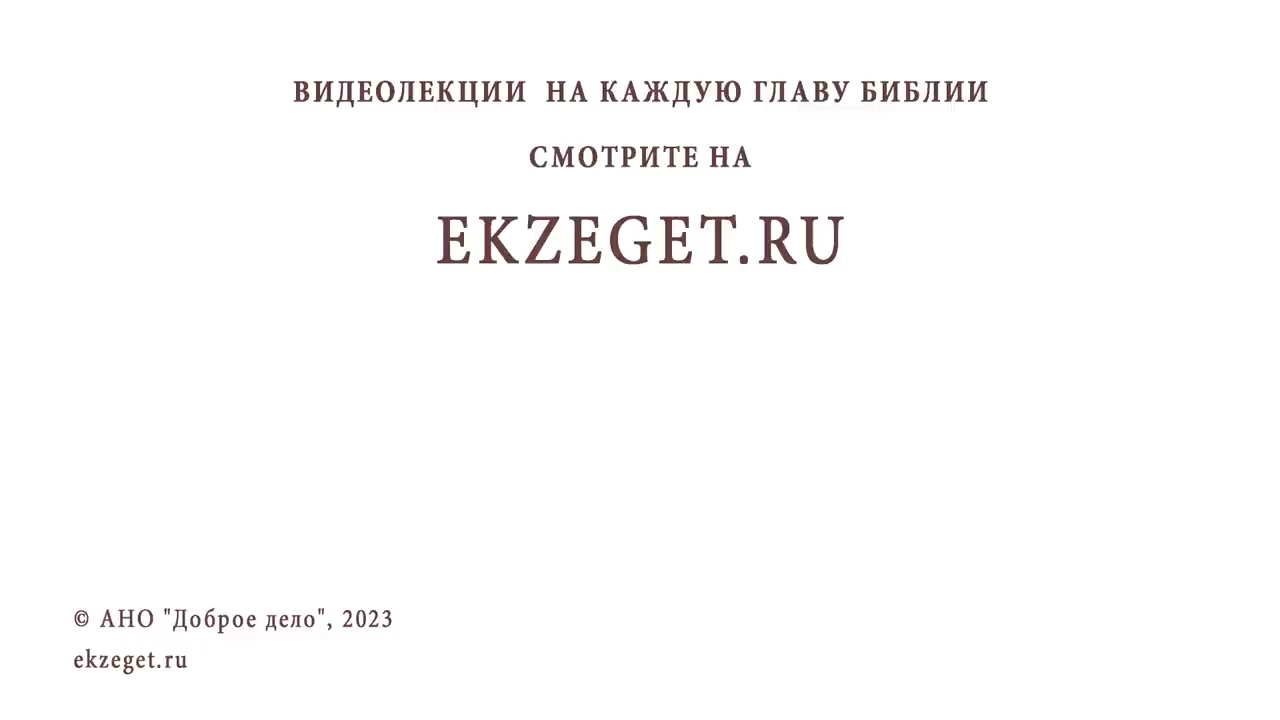 ВИДЕОЛЕКЦИИ НА КАЖДУЮ ГЛАВУ БИБЛИИ
СМОТРИТЕ НА
EKZEGET.RU
© АНО "Доброе дело", 2023
ekzeget.ru